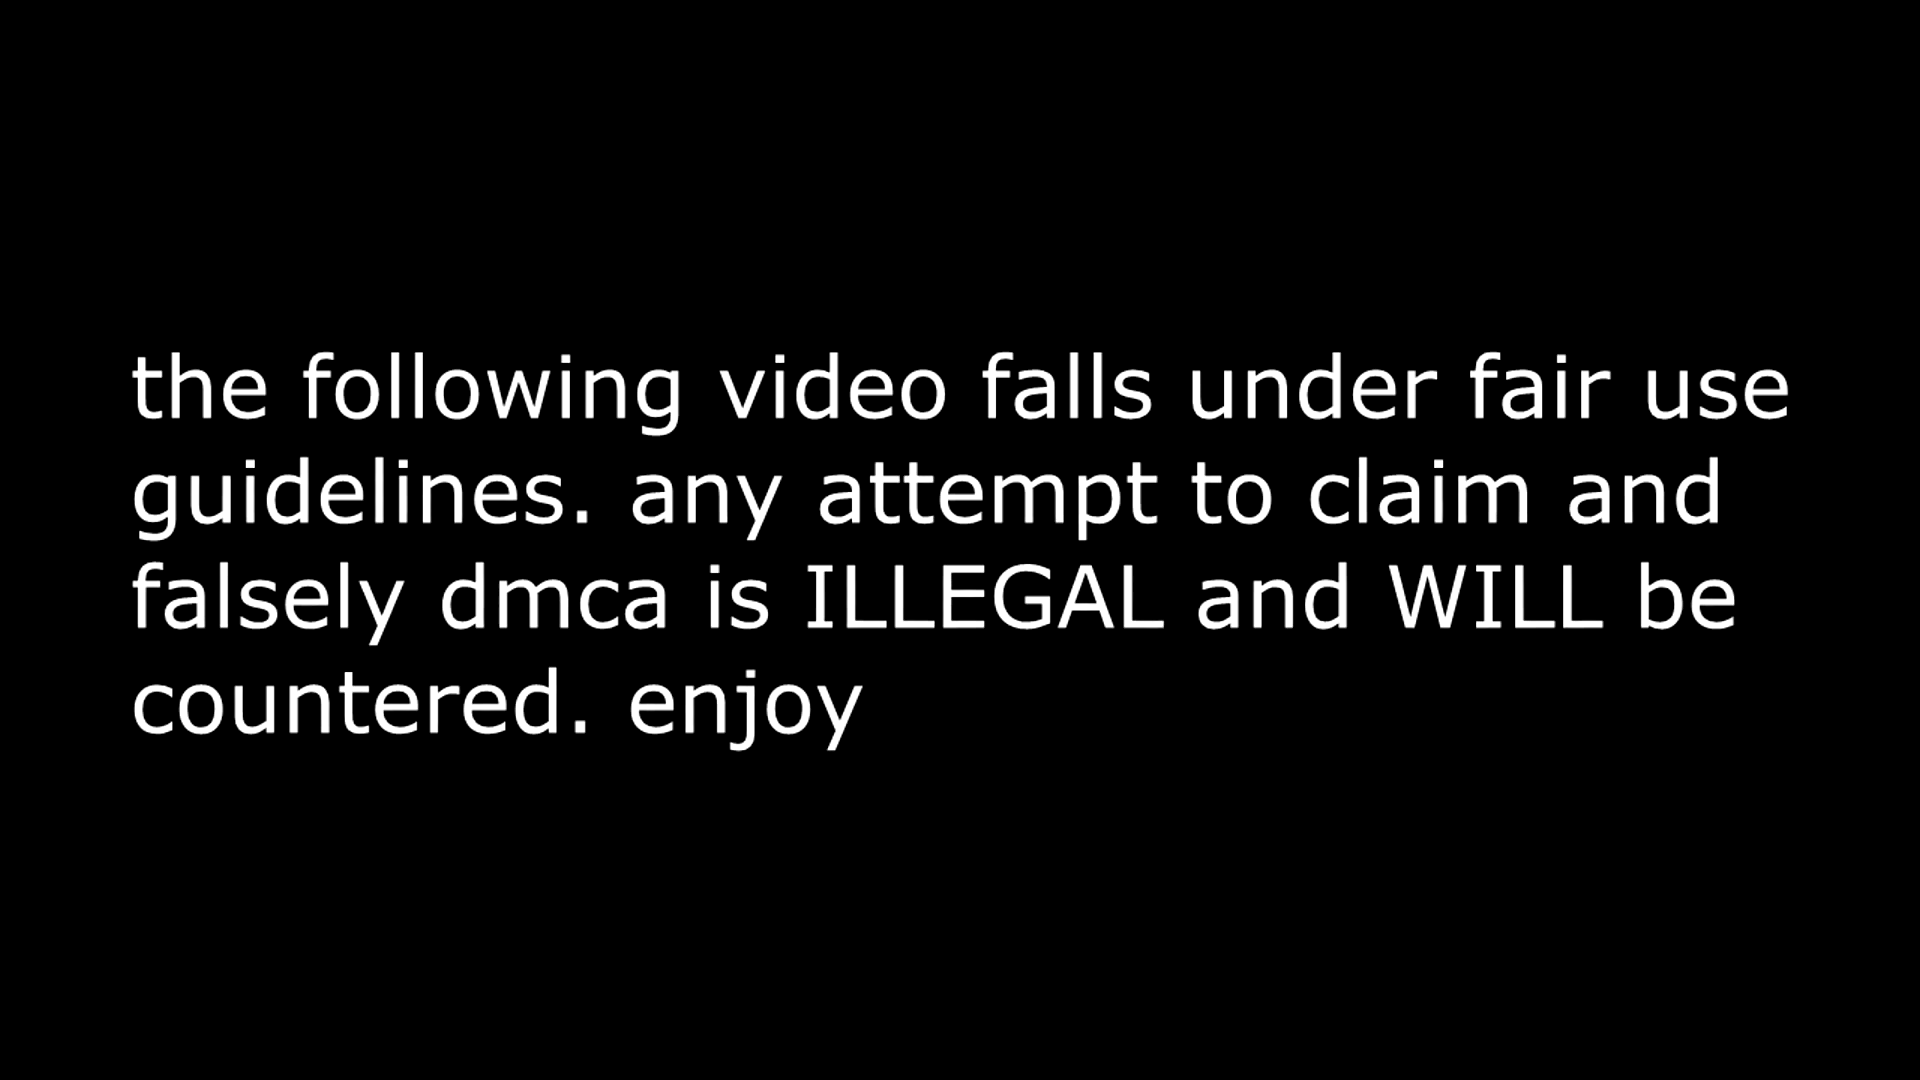 the following video falls under fair use
guidelines. any attempt to claim and
falsely dmca is ILLEGAL and WILL be
countered. enjoy